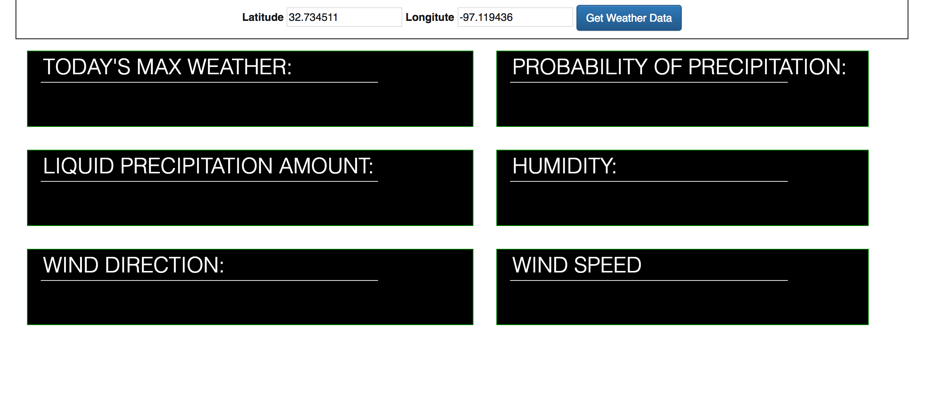 Latitude 32.734511 Longitute -97.119436 Get Weather Data
TODAY'S MAX WEATHER: PROBABILITY OF PRECIPITATION:
LIQUID PRECIPITATION AMOUNT: HUMIDITY:
WIND DIRECTION: WIND SPEED